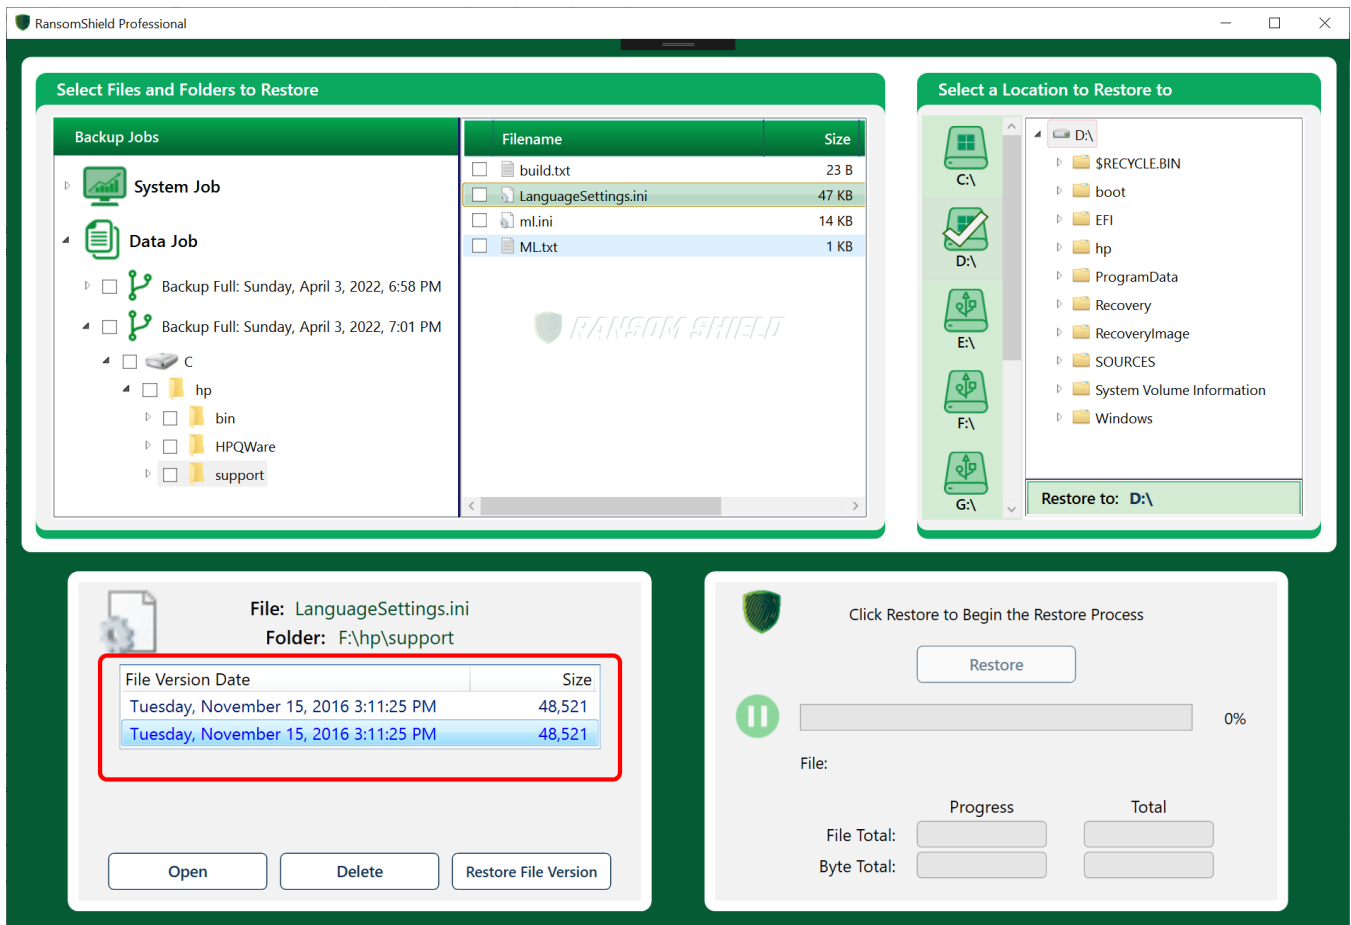 RansomShield Professional
Select Files and Folders to Restore
Backup Jobs
System Job
Data Job
Backup Full: Sunday, April 3, 2022, 6:58 PM
Backup Full: Sunday, April 3, 2022, 7:01 PM
C
hp
bin
HPQWare
support
Filename Size
build.txt 23 B
LanguageSettings.ini 47 KB
ml.ini 14 KB
ML.txt 1 KB
RANSOM SHIELD
Select a Location to Restore to
C:\
D:\
E:\
F:\
G:\
D:\
$RECYCLE.BIN
boot
EFI
hp
ProgramData
Recovery
RecoveryImage
SOURCES
System Volume Information
Windows
Restore to: D:\
File: LanguageSettings.ini
Folder: F:\hp\support
File Version Date Size
Tuesday, November 15, 2016 3:11:25 PM 48,521
Tuesday, November 15, 2016 3:11:25 PM 48,521
Open Delete Restore File Version
Click Restore to Begin the Restore Process
Restore
0%
File:
Progress Total
File Total:
Byte Total: